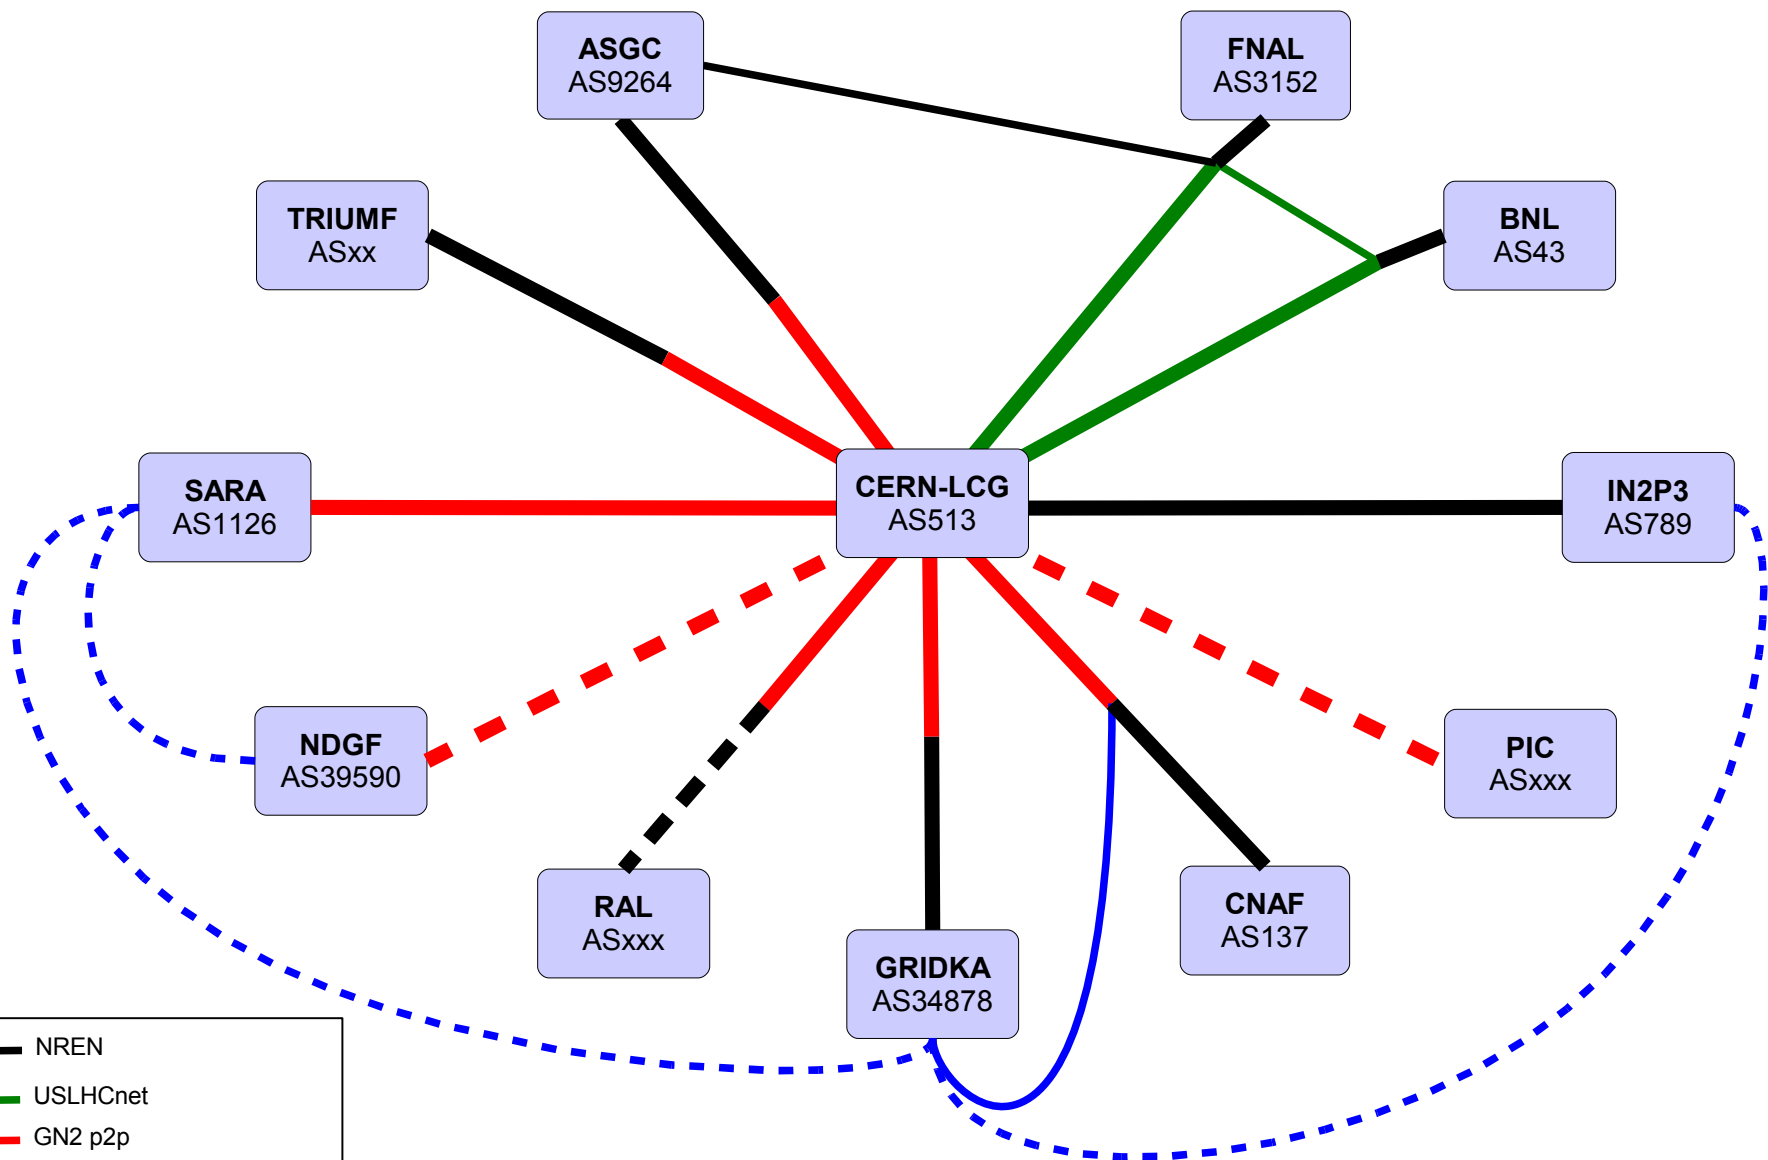 ASGC
AS9264
FNAL
AS3152
TRIUMF
ASxx
BNL
AS43
SARA
AS1126
CERN-LCG
AS513
IN2P3
AS789
NDGF
AS39590
PIC
ASxxx
RAL
ASxxx
CNAF
AS137
GRIDKA
AS34878
NREN
USLHCnet
GN2 p2p